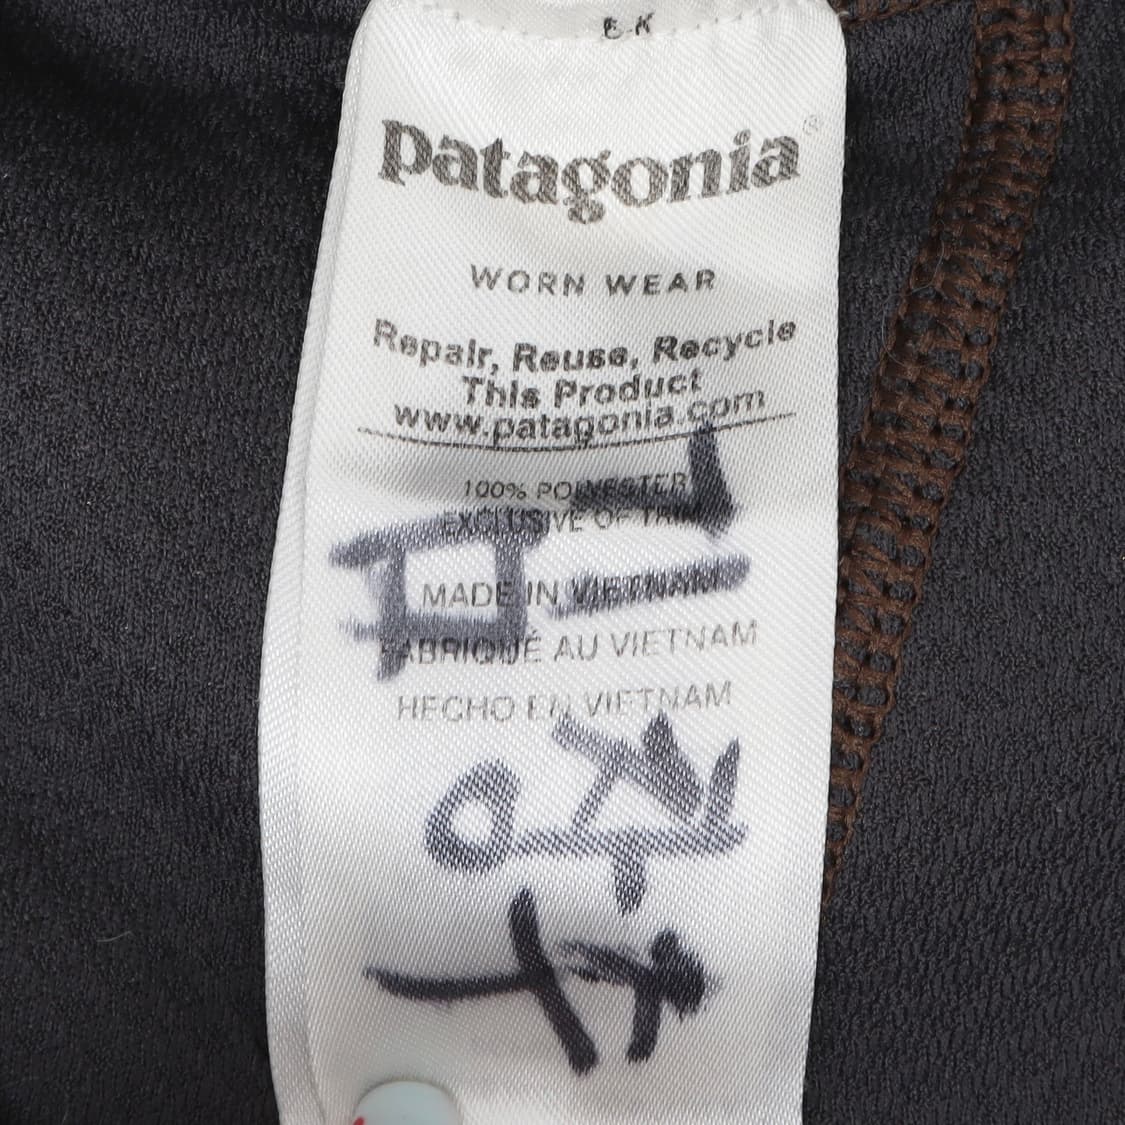 patagonia®
WORN WEAR
Repair, Reuse, Recycle
This Product
www.patagonia.com
100% POLYESTER
EXCLUSIVE OF TRIM
MADE IN VIETNAM
FABRIQUÉ AU VIETNAM
HECHO EN VIETNAM